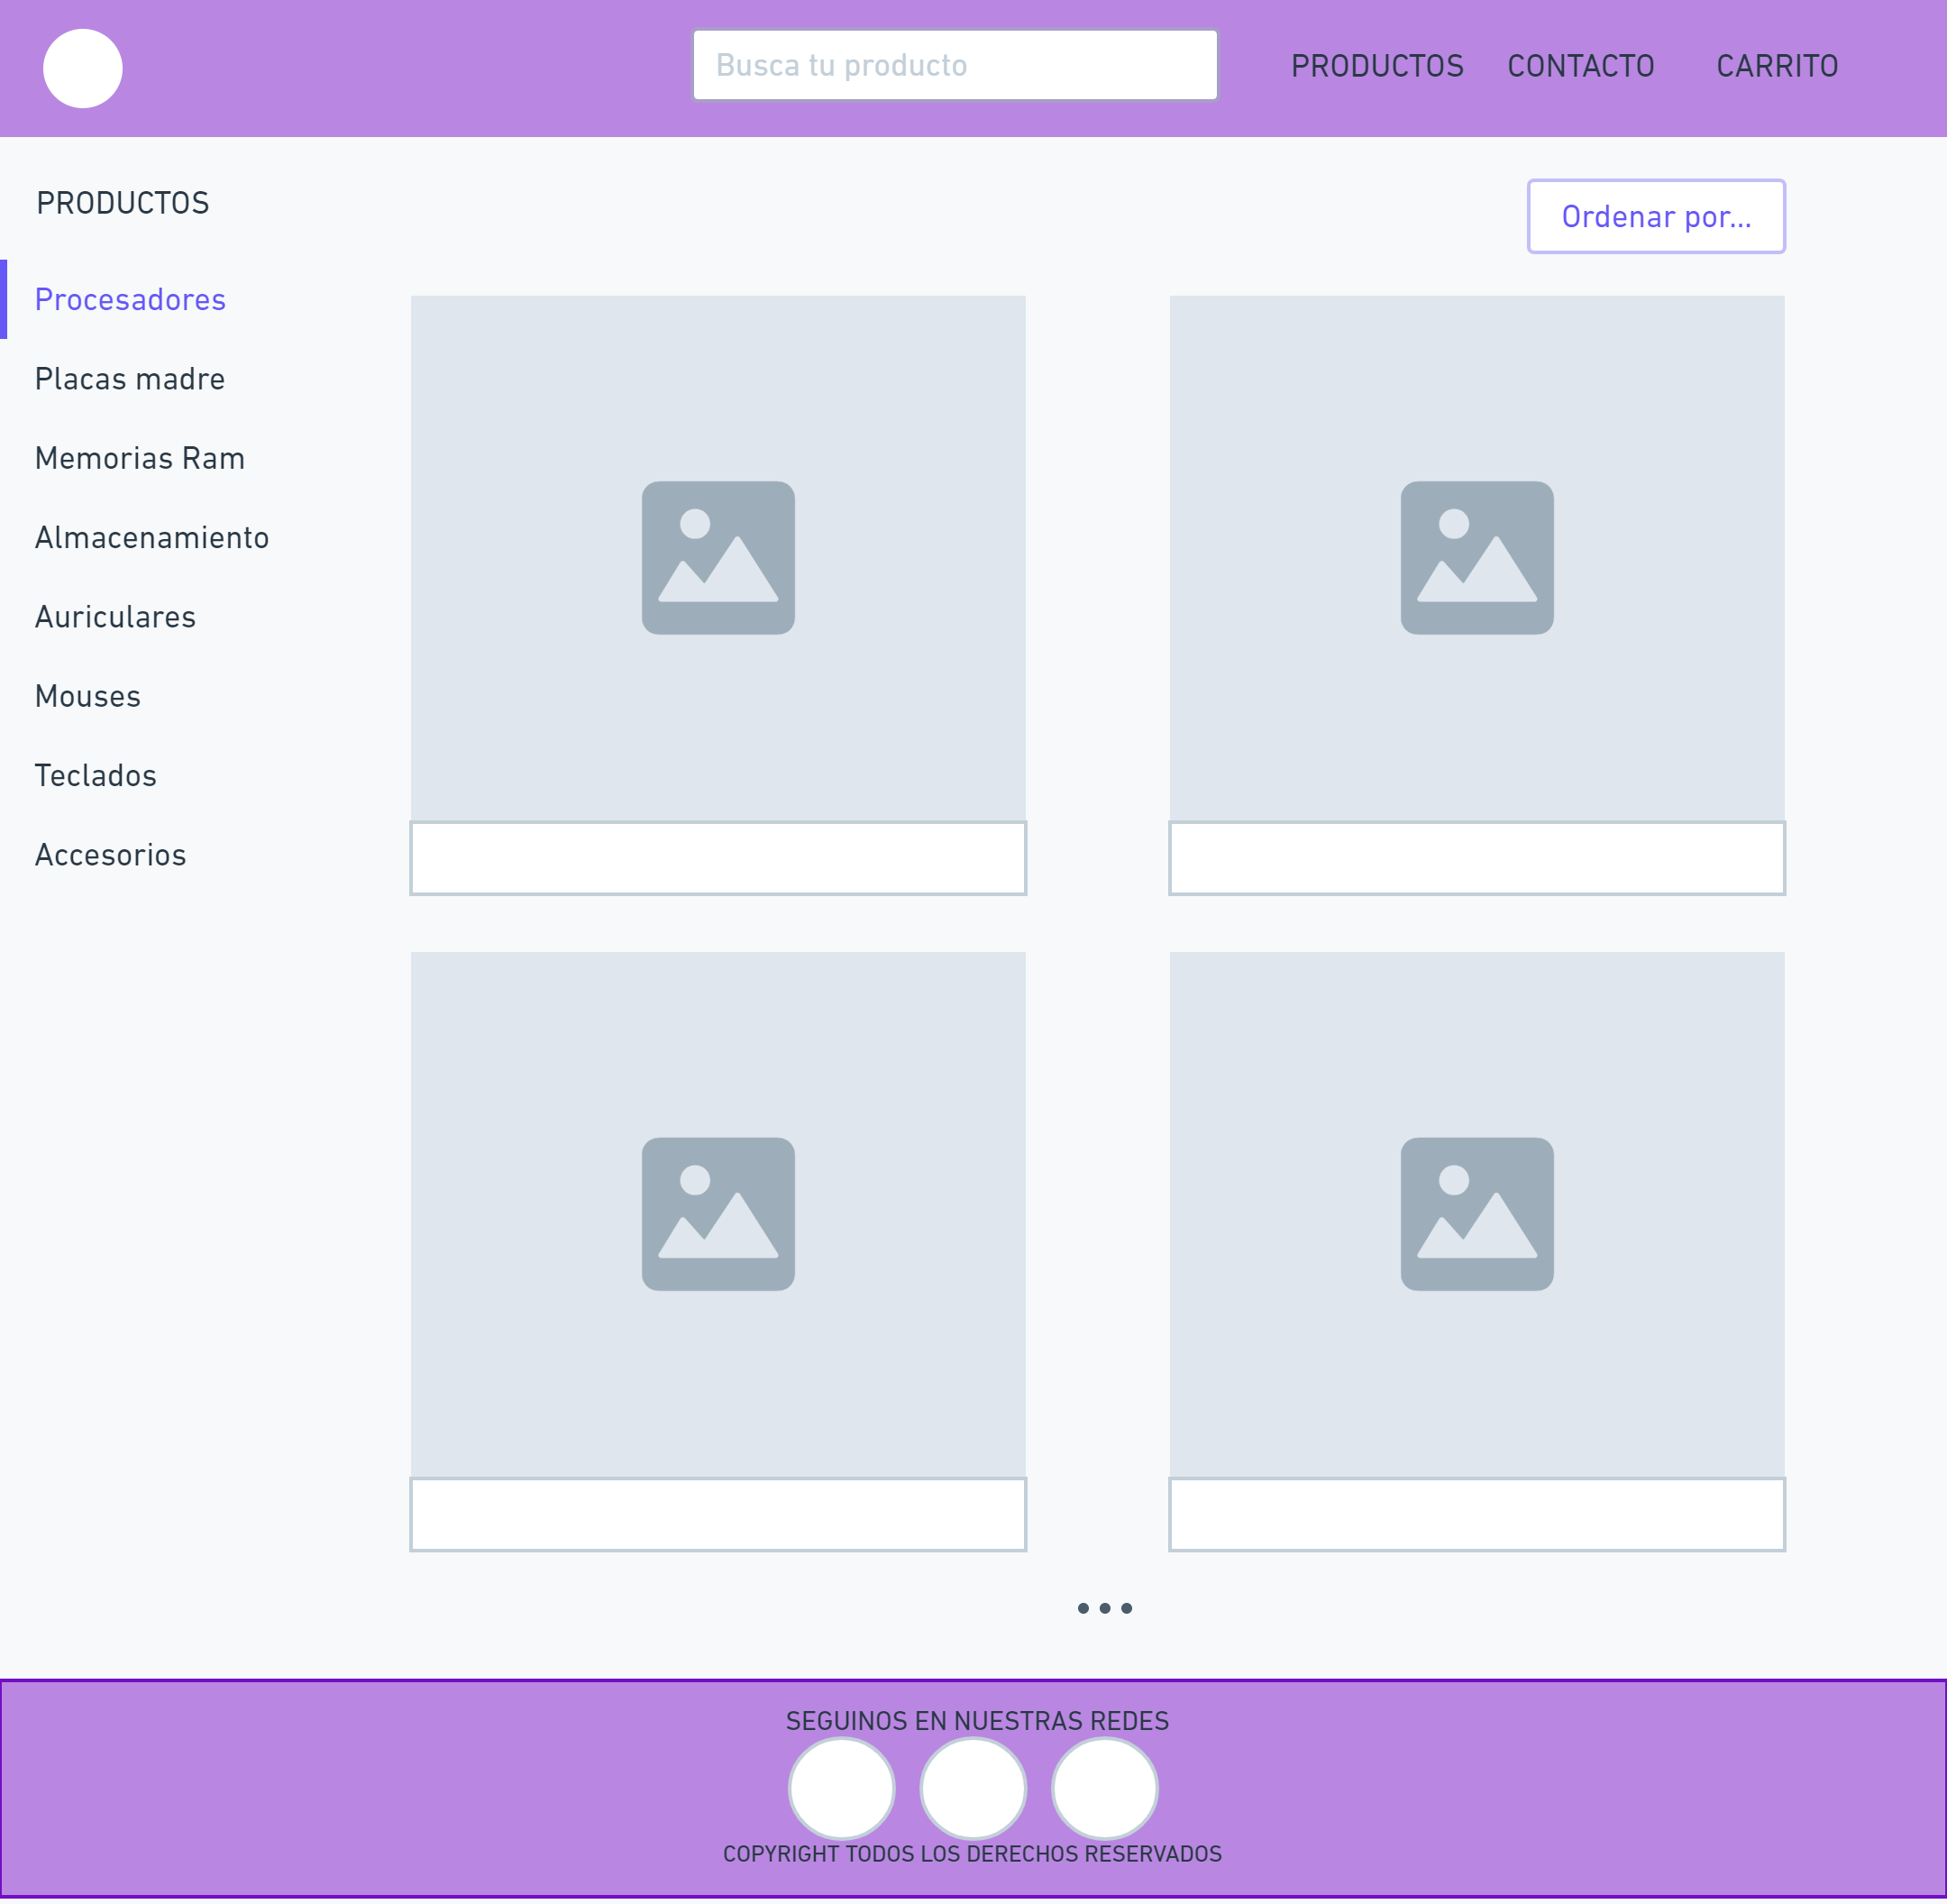 Busca tu producto
PRODUCTOS
CONTACTO
CARRITO
PRODUCTOS
Ordenar por...
Procesadores
Placas madre
Memorias Ram
Almacenamiento
Auriculares
Mouses
Teclados
Accesorios
SEGUINOS EN NUESTRAS REDES
COPYRIGHT TODOS LOS DERECHOS RESERVADOS